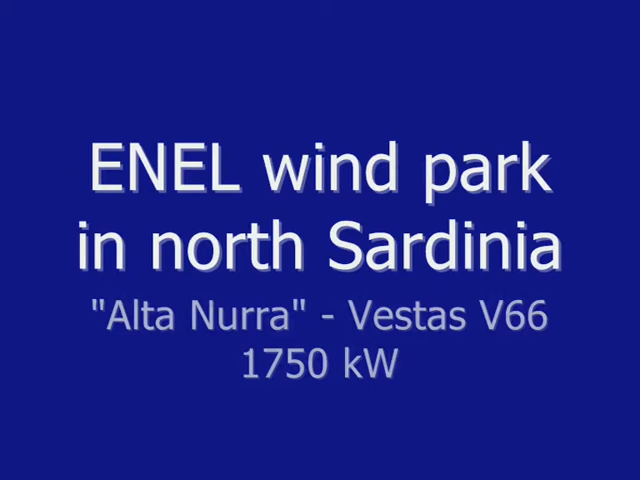 ENEL wind park
in north Sardinia
"Alta Nurra" - Vestas V66
1750 kW